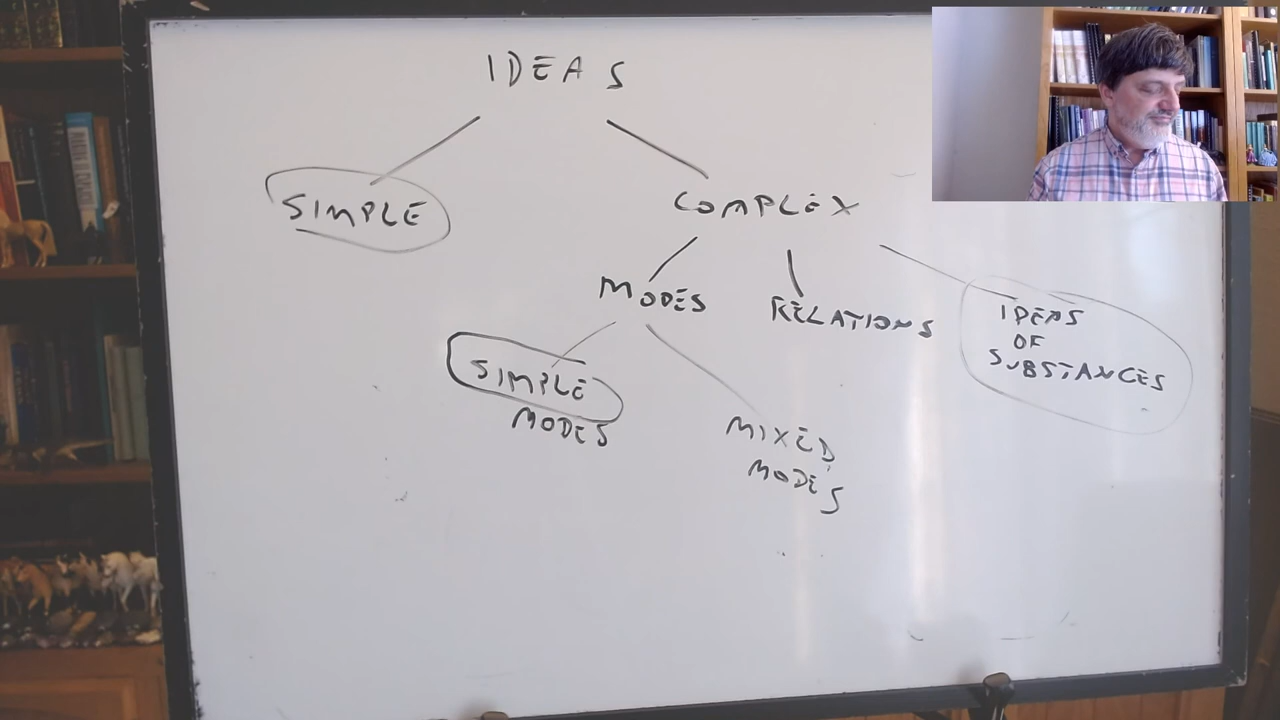 IDEAS
SIMPLE
COMPLEX
MODES
RELATIONS
IDEAS
OF
SUBSTANCES
SIMPLE
MODES
MIXED
MODES